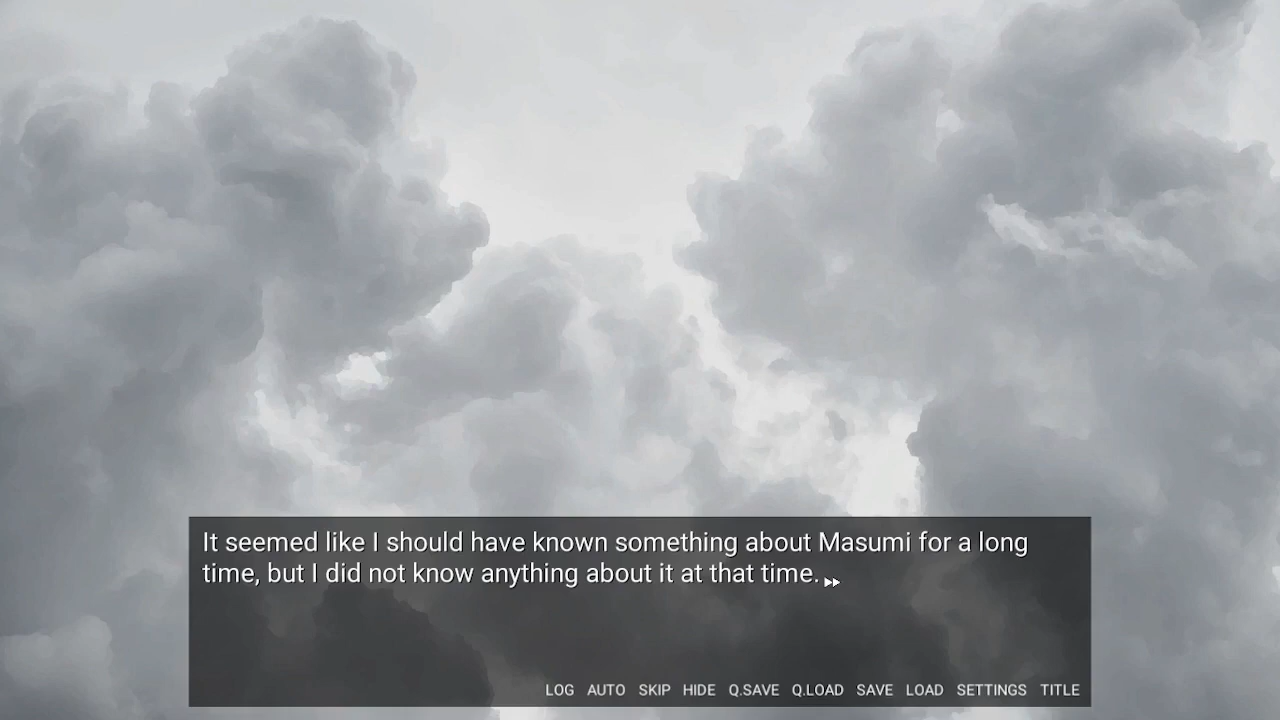 It seemed like I should have known something about Masumi for a long
time, but I did not know anything about it at that time.
LOG AUTO SKIP HIDE Q.SAVE Q.LOAD SAVE LOAD SETTINGS TITLE